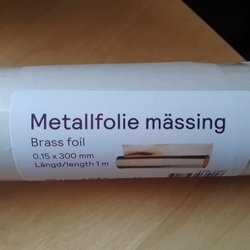 Metallfolie mässing
Brass foil
0,15 x 300 mm
Längd/length 1 m